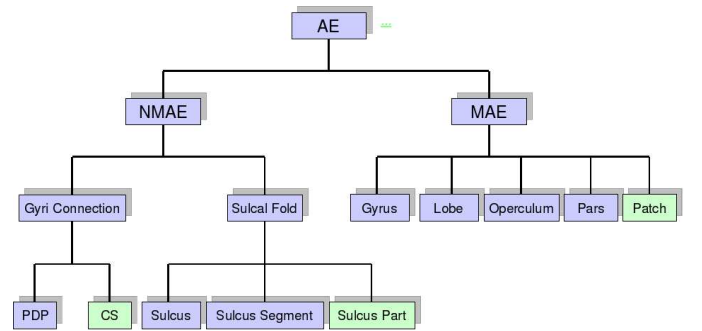 AE
NMAE
MAE
Gyri Connection
Sulcal Fold
Gyrus
Lobe
Operculum
Pars
Patch
PDP
CS
Sulcus
Sulcus Segment
Sulcus Part